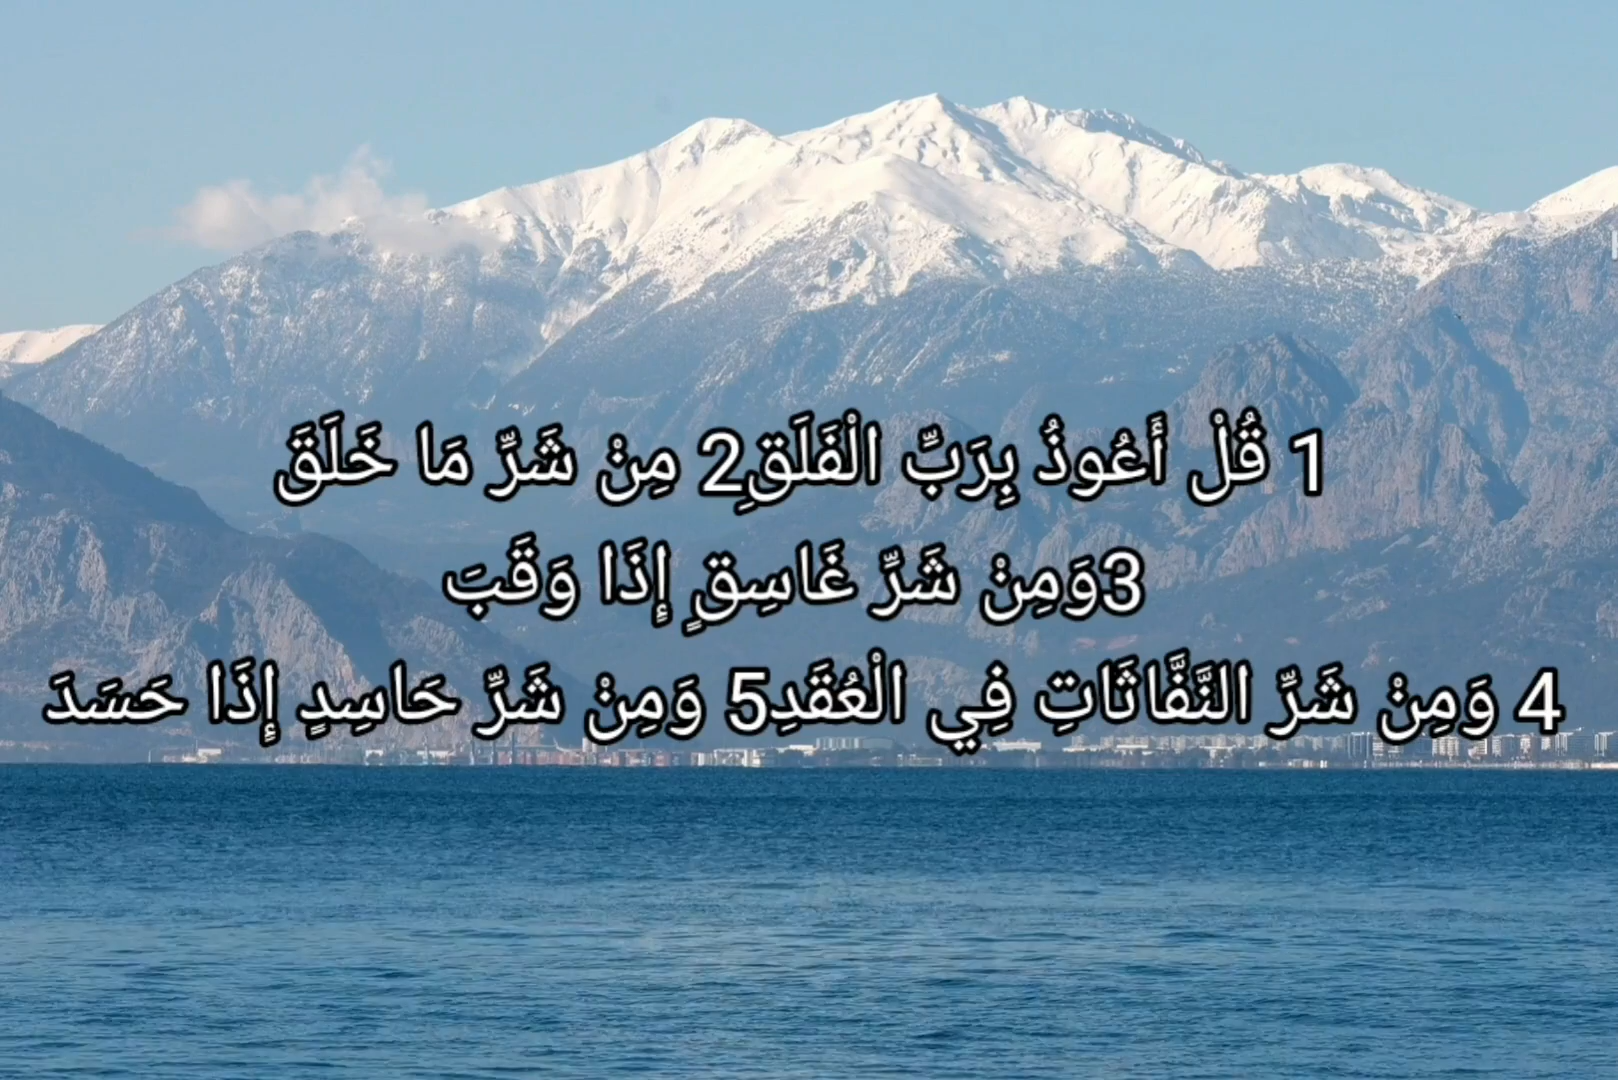 1 قُلْ أَعُوذُ بِرَبِّ الْفَلَقِ2 مِنْ شَرِّ مَا خَلَقَ
3وَمِنْ شَرِّ غَاسِقٍ إِذَا وَقَبَ
4 وَمِنْ شَرِّ النَّفَّاثَاتِ فِي الْعُقَدِ5 وَمِنْ شَرِّ حَاسِدٍ إِذَا حَسَدَ